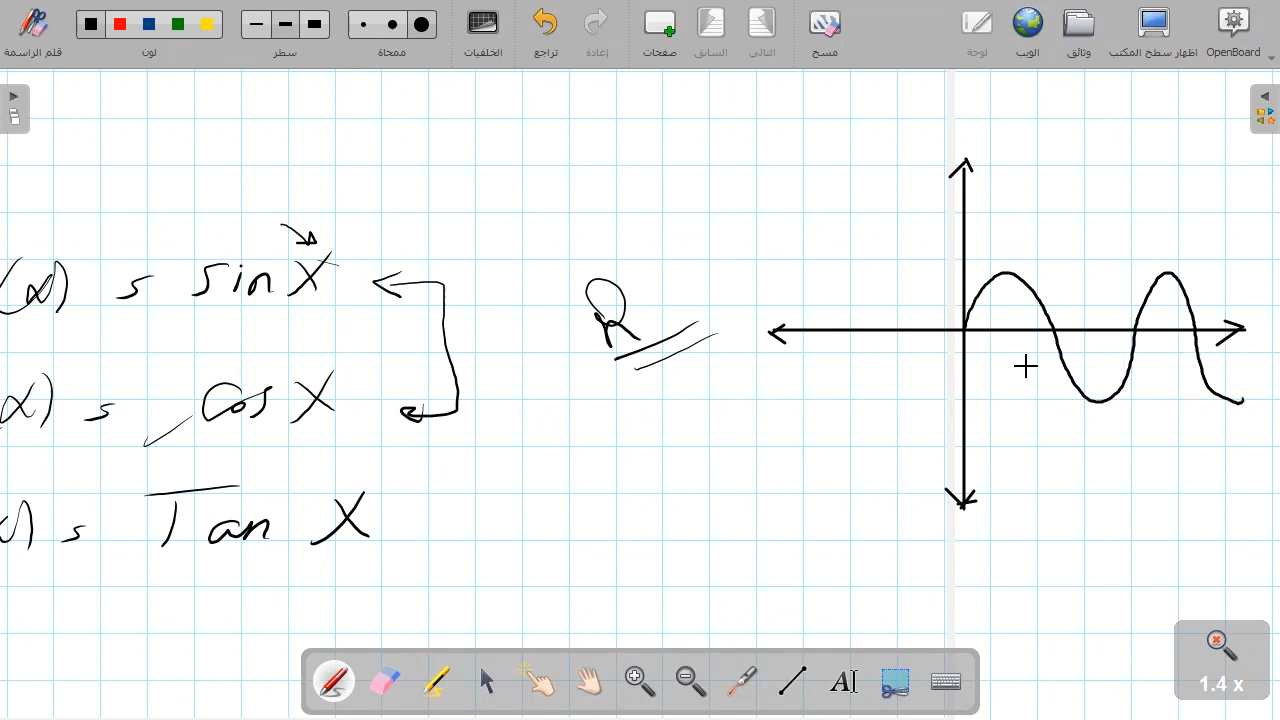 قلم الراسمة
لون
سطر
ممحاة
الخلفيات
تراجع
إعادة
صفحات
السابق
التالي
مسح
لوحة
الويب
وثائق
اظهار سطح المكتب
OpenBoard
(x) = sin X
x) = cos X
) = Tan X
R
AI
1.4 x